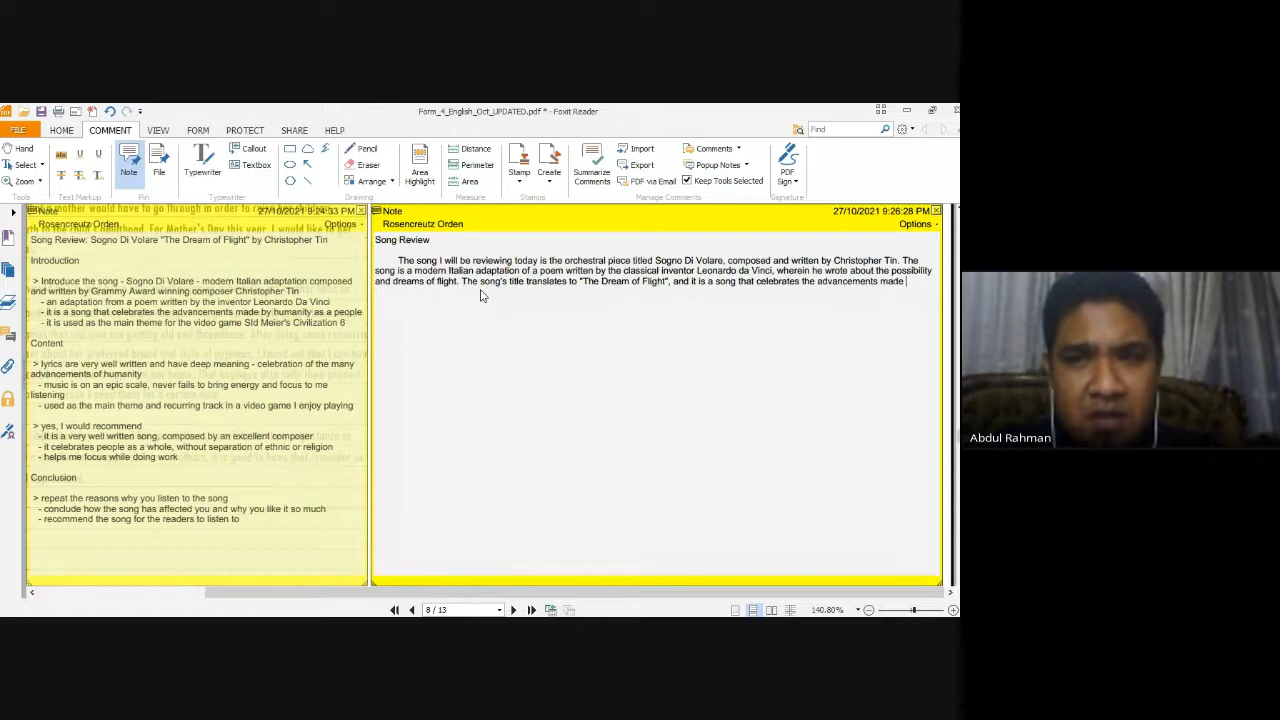 Form_4_English_Oct_UPDATED.pdf * - Foxit Reader
FILE HOME COMMENT VIEW FORM PROTECT SHARE HELP
Find
Hand
Select
Zoom
Tools
Text Markup
Note
File
Pin
Typewriter
Callout
Textbox
Typewriter
Pencil
Eraser
Arrange
Drawing
Area Highlight
Distance
Perimeter
Area
Measure
Stamp
Create
Stamps
Summarize Comments
Import
Export
FDF via Email
Comments
Popup Notes
Keep Tools Selected
Manage Comments
PDF Sign
Signature
Note 27/10/2021 9:24:33 PM
Rosencreutz Orden Options
Song Review: Sogno Di Volare "The Dream of Flight" by Christopher Tin
Introduction
> Introduce the song - Sogno Di Volare - modern Italian adaptation composed
and written by Grammy Award winning composer Christopher Tin
- an adaptation from a poem written by the inventor Leonardo Da Vinci
- it is a song that celebrates the advancements made by humanity as a people
- it is used as the main theme for the video game SId Meier's Civilization 6
Content
> lyrics are very well written and have deep meaning - celebration of the many
advancements of humanity
- music is on an epic scale, never fails to bring energy and focus to me
listening
- used as the main theme and recurring track in a video game I enjoy playing
> yes, I would recommend
- it is a very well written song, composed by an excellent composer
- it celebrates people as a whole, without separation of ethnic or religion
- helps me focus while doing work
Conclusion
> repeat the reasons why you listen to the song
- conclude how the song has affected you and why you like it so much
- recommend the song for the readers to listen to
Note 27/10/2021 9:26:28 PM
Rosencreutz Orden Options
Song Review
The song I will be reviewing today is the orchestral piece titled Sogno Di Volare, composed and written by Christopher Tin. The
song is a modern Italian adaptation of a poem written by the classical inventor Leonardo da Vinci, wherein he wrote about the possibility
and dreams of flight. The song's title translates to "The Dream of Flight", and it is a song that celebrates the advancements made
8 / 13
140.80%
Abdul Rahman